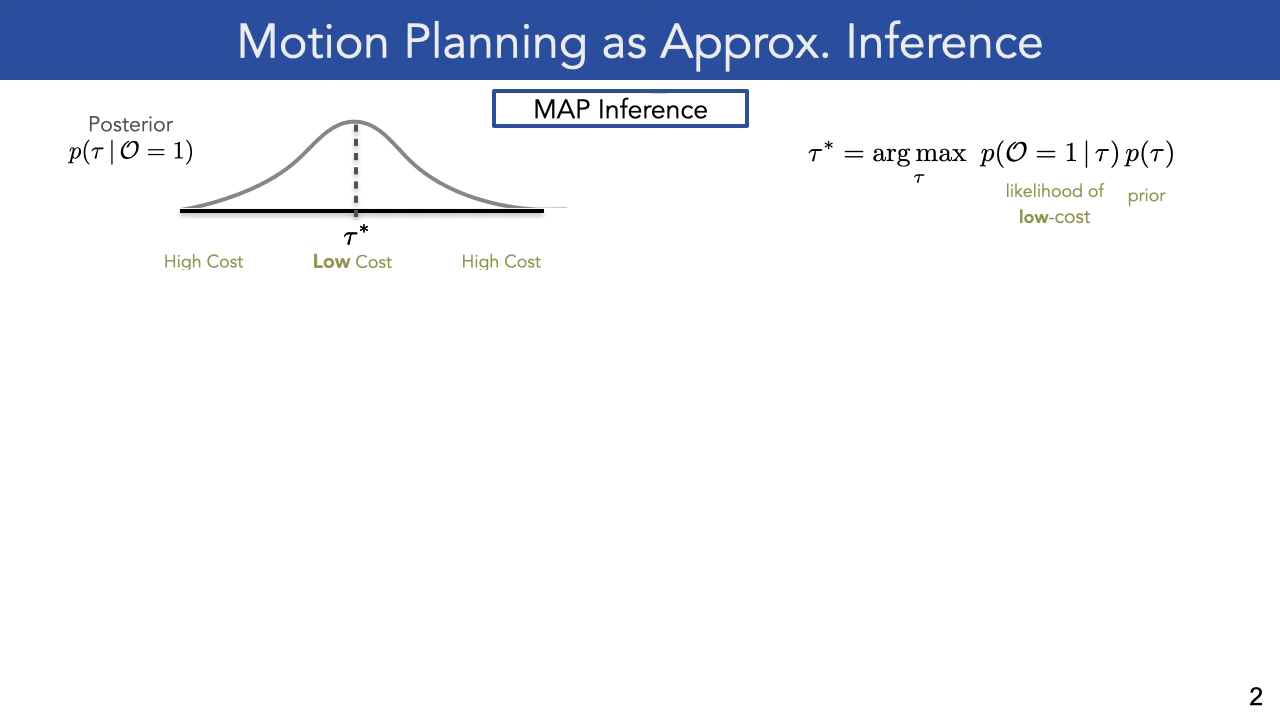 Motion Planning as Approx. Inference
MAP Inference
Posterior
p(τ | 𝒪 = 1)
τ*
High Cost
Low Cost
High Cost
τ* = arg max p(𝒪 = 1 | τ) p(τ)
τ
likelihood of
low-cost
prior
2